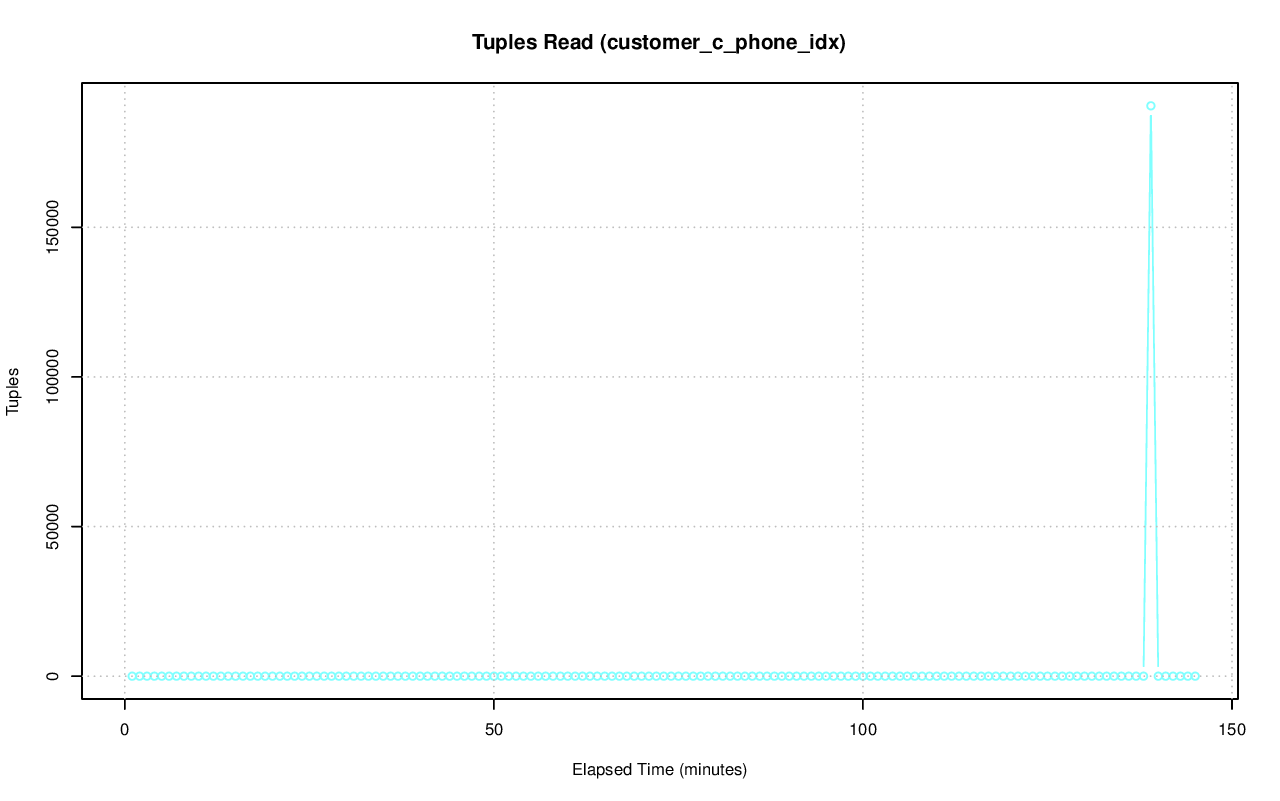 Tuples Read (customer_c_phone_idx)
Tuples
150000
100000
50000
0
0 50 100 150
Elapsed Time (minutes)